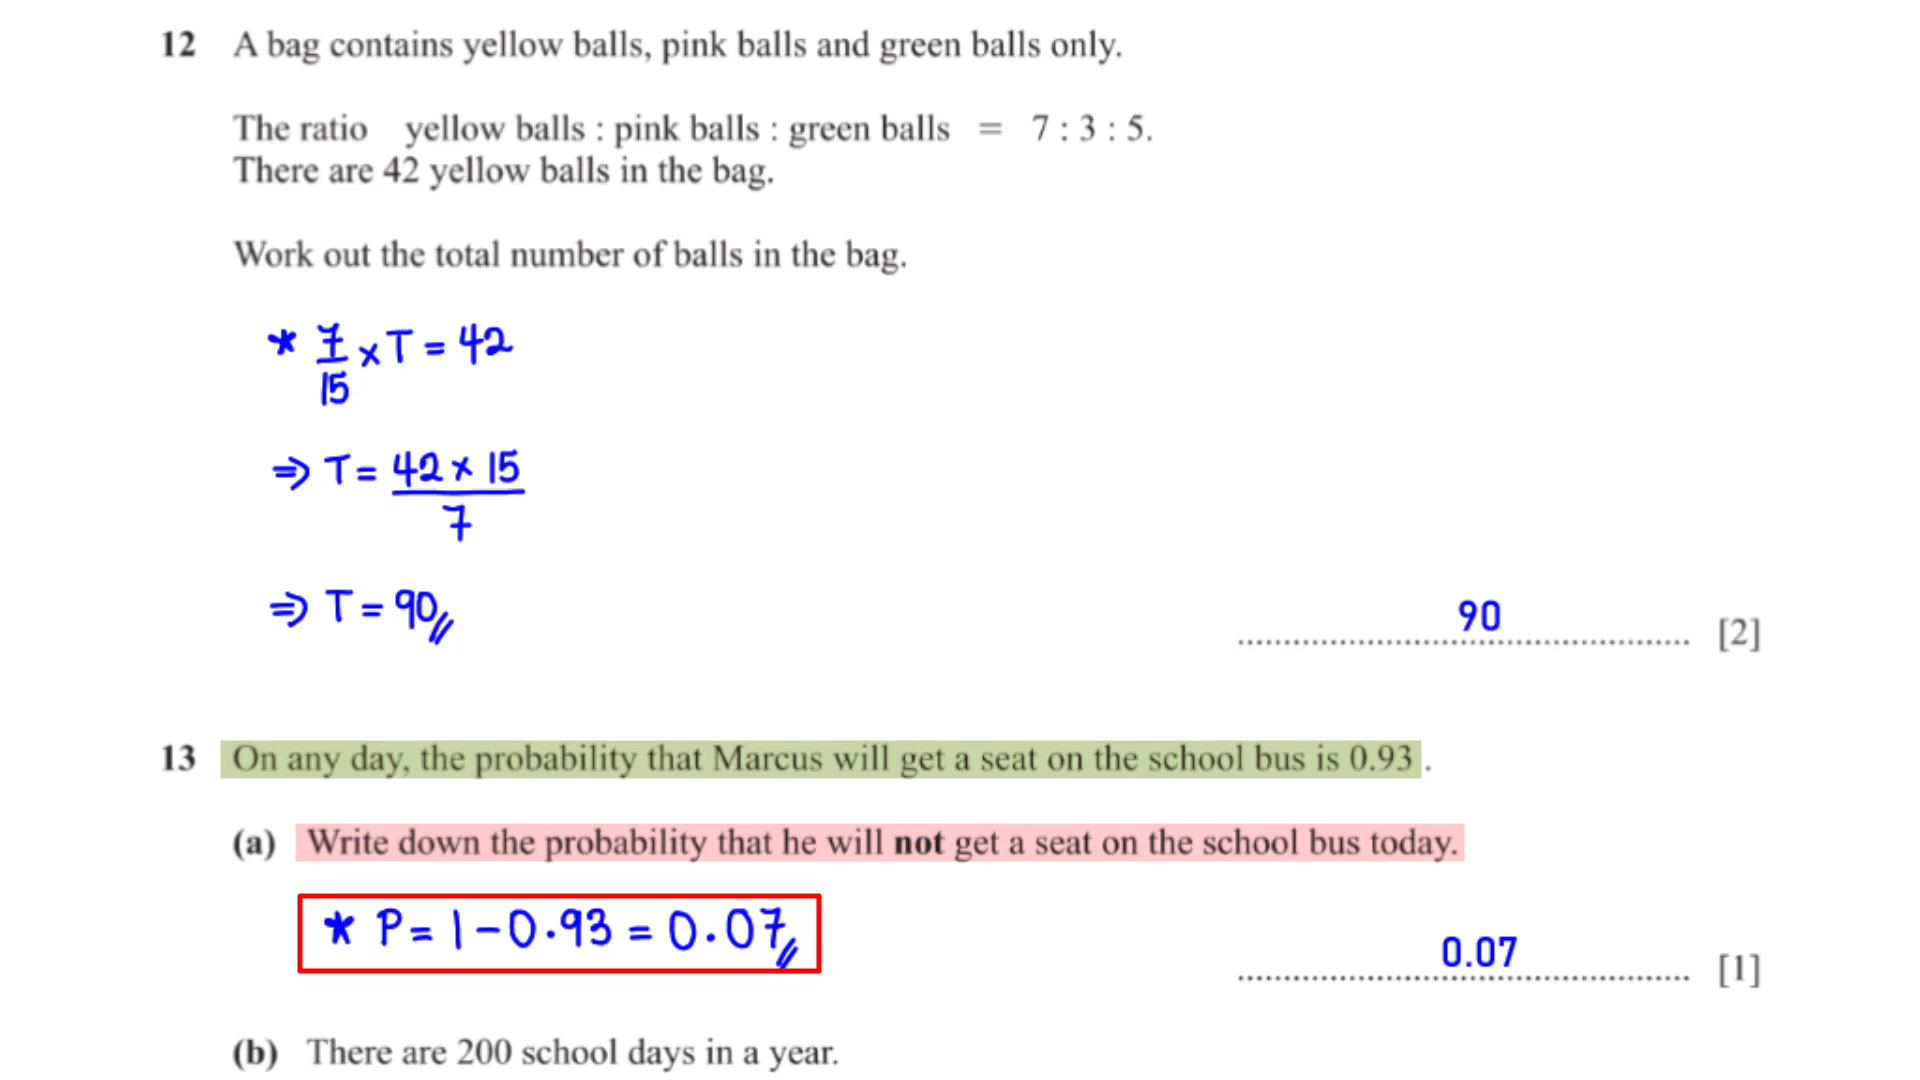 12 A bag contains yellow balls, pink balls and green balls only.
The ratio yellow balls : pink balls : green balls = 7 : 3 : 5.
There are 42 yellow balls in the bag.
Work out the total number of balls in the bag.
* 7/15 × T = 42
⇒ T = 42 × 15 / 7
⇒ T = 90//
90
[2]
13 On any day, the probability that Marcus will get a seat on the school bus is 0.93 .
(a) Write down the probability that he will not get a seat on the school bus today.
* P = 1 - 0.93 = 0.07//
0.07
[1]
(b) There are 200 school days in a year.